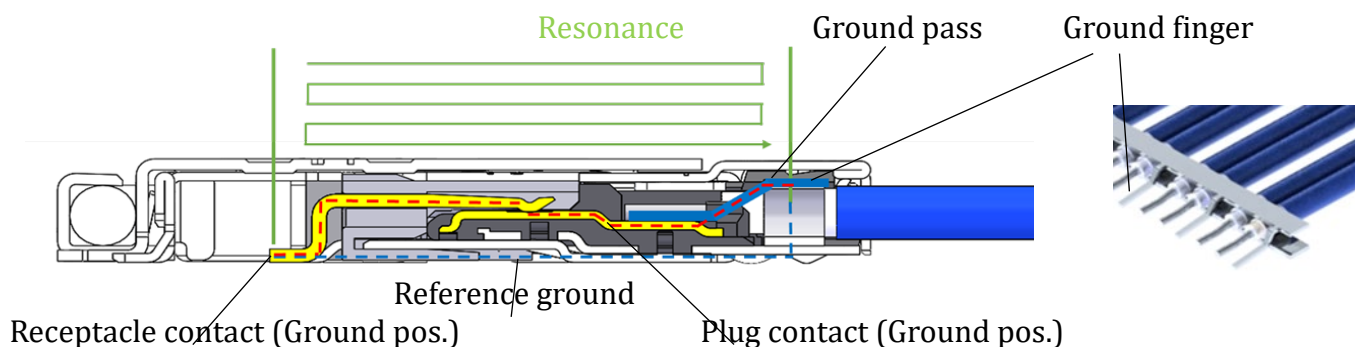 Resonance
Ground pass
Ground finger
Reference ground
Receptacle contact (Ground pos.)
Plug contact (Ground pos.)